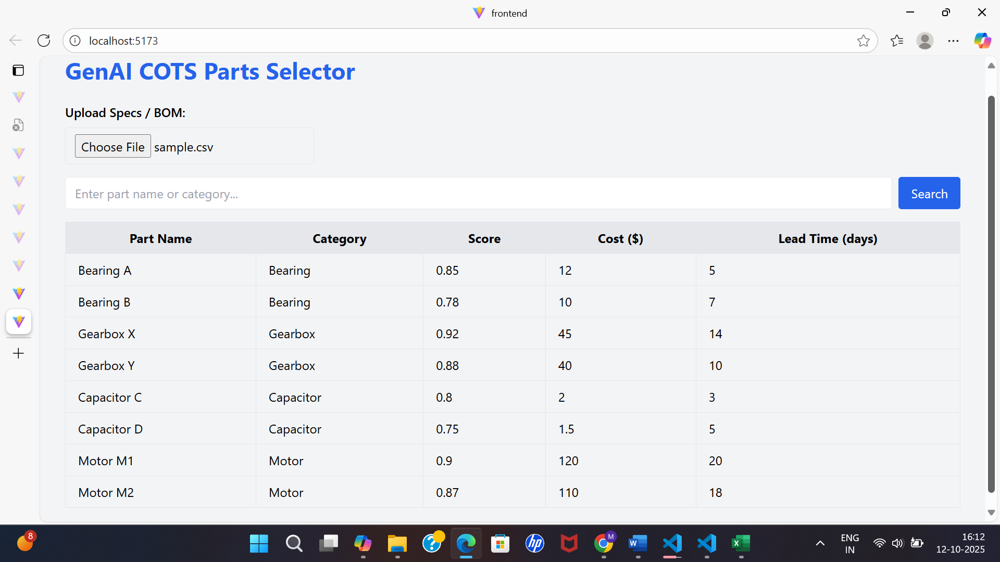 frontend
localhost:5173
GenAI COTS Parts Selector
Upload Specs / BOM:
Choose File sample.csv
Enter part name or category...
Search
Part Name Category Score Cost ($) Lead Time (days)
Bearing A Bearing 0.85 12 5
Bearing B Bearing 0.78 10 7
Gearbox X Gearbox 0.92 45 14
Gearbox Y Gearbox 0.88 40 10
Capacitor C Capacitor 0.8 2 3
Capacitor D Capacitor 0.75 1.5 5
Motor M1 Motor 0.9 120 20
Motor M2 Motor 0.87 110 18
8
?
hp
M
W
X
ENG
IN
16:12
12-10-2025